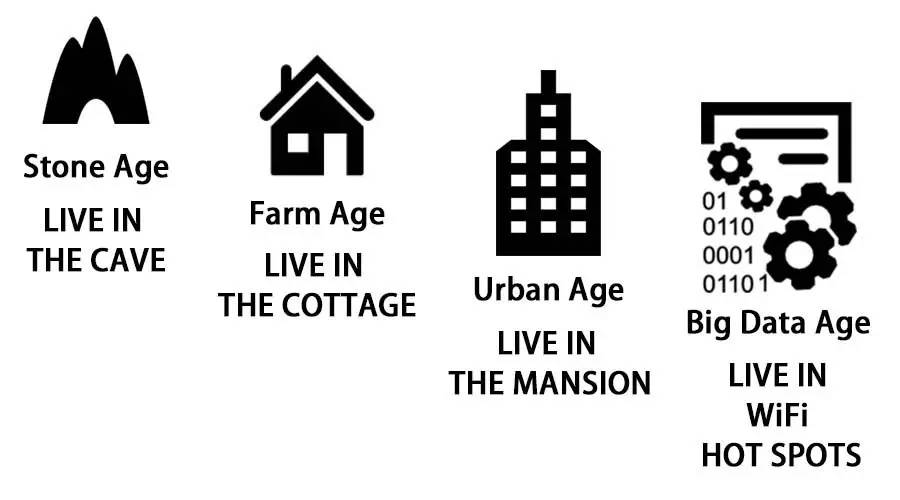 Stone Age
LIVE IN
THE CAVE
Farm Age
LIVE IN
THE COTTAGE
Urban Age
LIVE IN
THE MANSION
01
0110
0001
01101
Big Data Age
LIVE IN
WiFi
HOT SPOTS